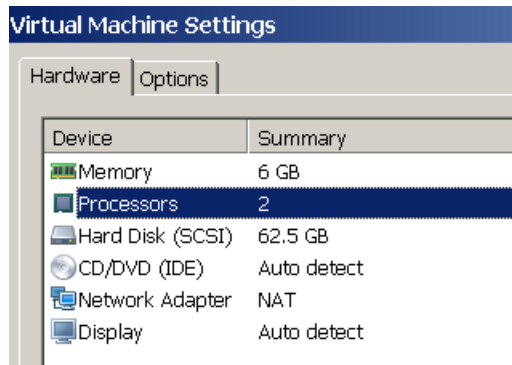 Virtual Machine Settings
Hardware Options
Device Summary
Memory 6 GB
Processors 2
Hard Disk (SCSI) 62.5 GB
CD/DVD (IDE) Auto detect
Network Adapter NAT
Display Auto detect